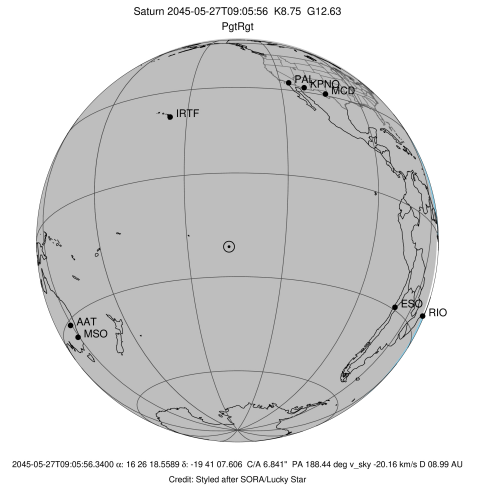 Saturn 2045-05-27T09:05:56 K8.75 G12.63
PgtRgt
PAL
KPNO
MCD
IRTF
ESO
RIO
AAT
MSO
2045-05-27T09:05:56.3400 α: 16 26 18.5589 δ: -19 41 07.606 C/A 6.841" PA 188.44 deg v_sky -20.16 km/s D 08.99 AU
Credit: Styled after SORA/Lucky Star